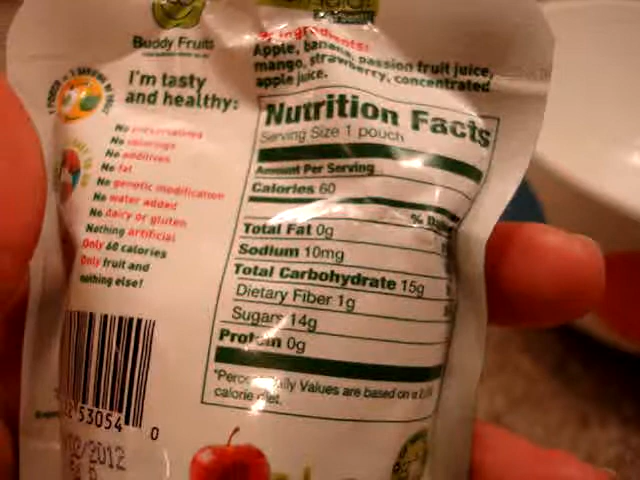 Buddy Fruits
My ingredients:
Apple, banana, passion fruit juice,
mango, strawberry, concentrated
apple juice.
I'm tasty
and healthy:
No preservatives
No colorings
No additives
No fat
No genetic modification
No water added
No dairy or gluten
Nothing artificial
Only 60 calories
Only fruit and
nothing else!
Nutrition Facts
Serving Size 1 pouch
Amount Per Serving
Calories 60
% Daily
Total Fat 0g
Sodium 10mg
Total Carbohydrate 15g
Dietary Fiber 1g
Sugars 14g
Protein 0g
*Percent Daily Values are based on a
calorie diet.
53054 0
02/2012